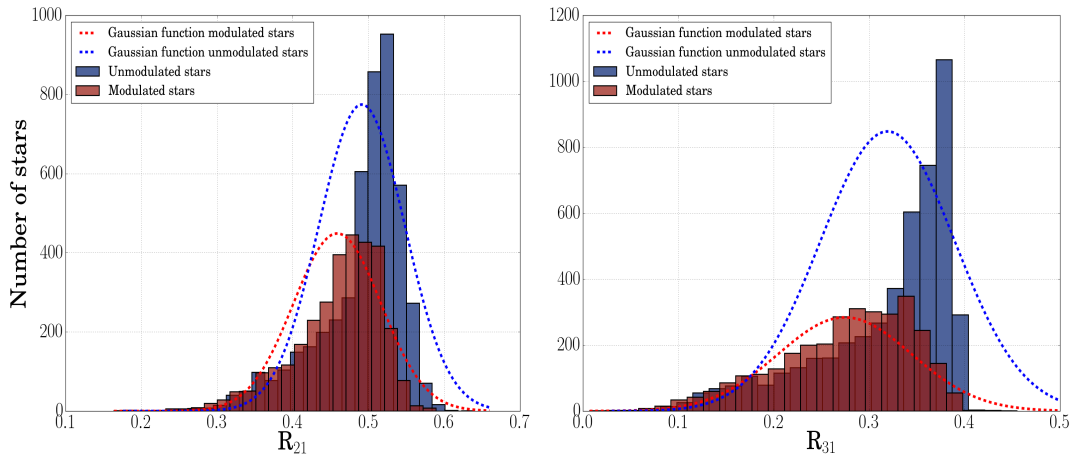 1000
800
600
400
200
0
0.1
0.2
0.3
0.4
0.5
0.6
0.7
Number of stars
R21
Gaussian function modulated stars
Gaussian function unmodulated stars
Unmodulated stars
Modulated stars
1200
1000
800
600
400
200
0
0.0
0.1
0.2
0.3
0.4
0.5
R31
Gaussian function modulated stars
Gaussian function unmodulated stars
Unmodulated stars
Modulated stars